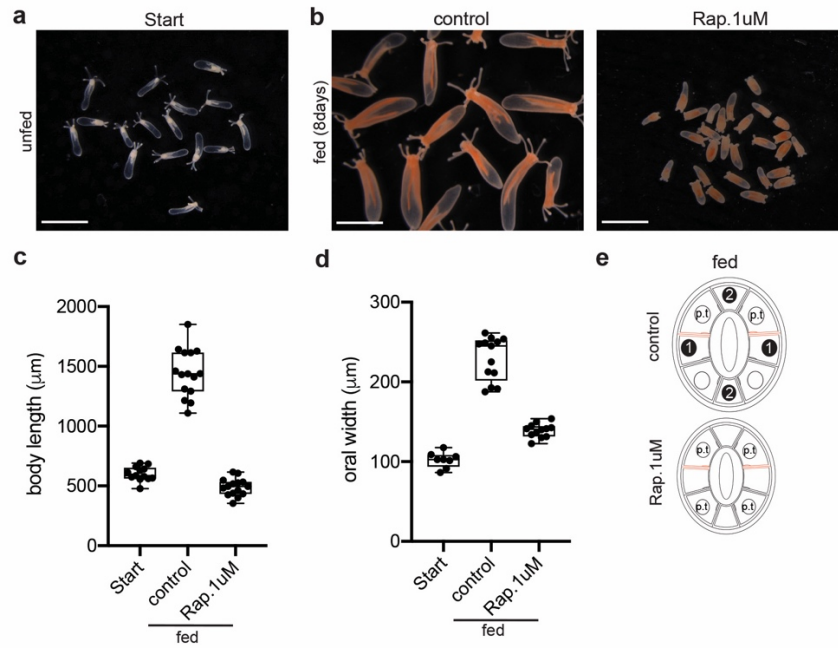 a
Start
b
control
Rap.1uM
unfed
fed (8days)
c
body length (μm)
2000
1500
1000
500
0
Start
control
Rap.1uM
fed
d
oral width (μm)
300
200
100
0
Start
control
Rap.1uM
fed
e
fed
control
2
p.t
p.t
1
1
2
Rap.1uM
p.t
p.t
p.t
p.t